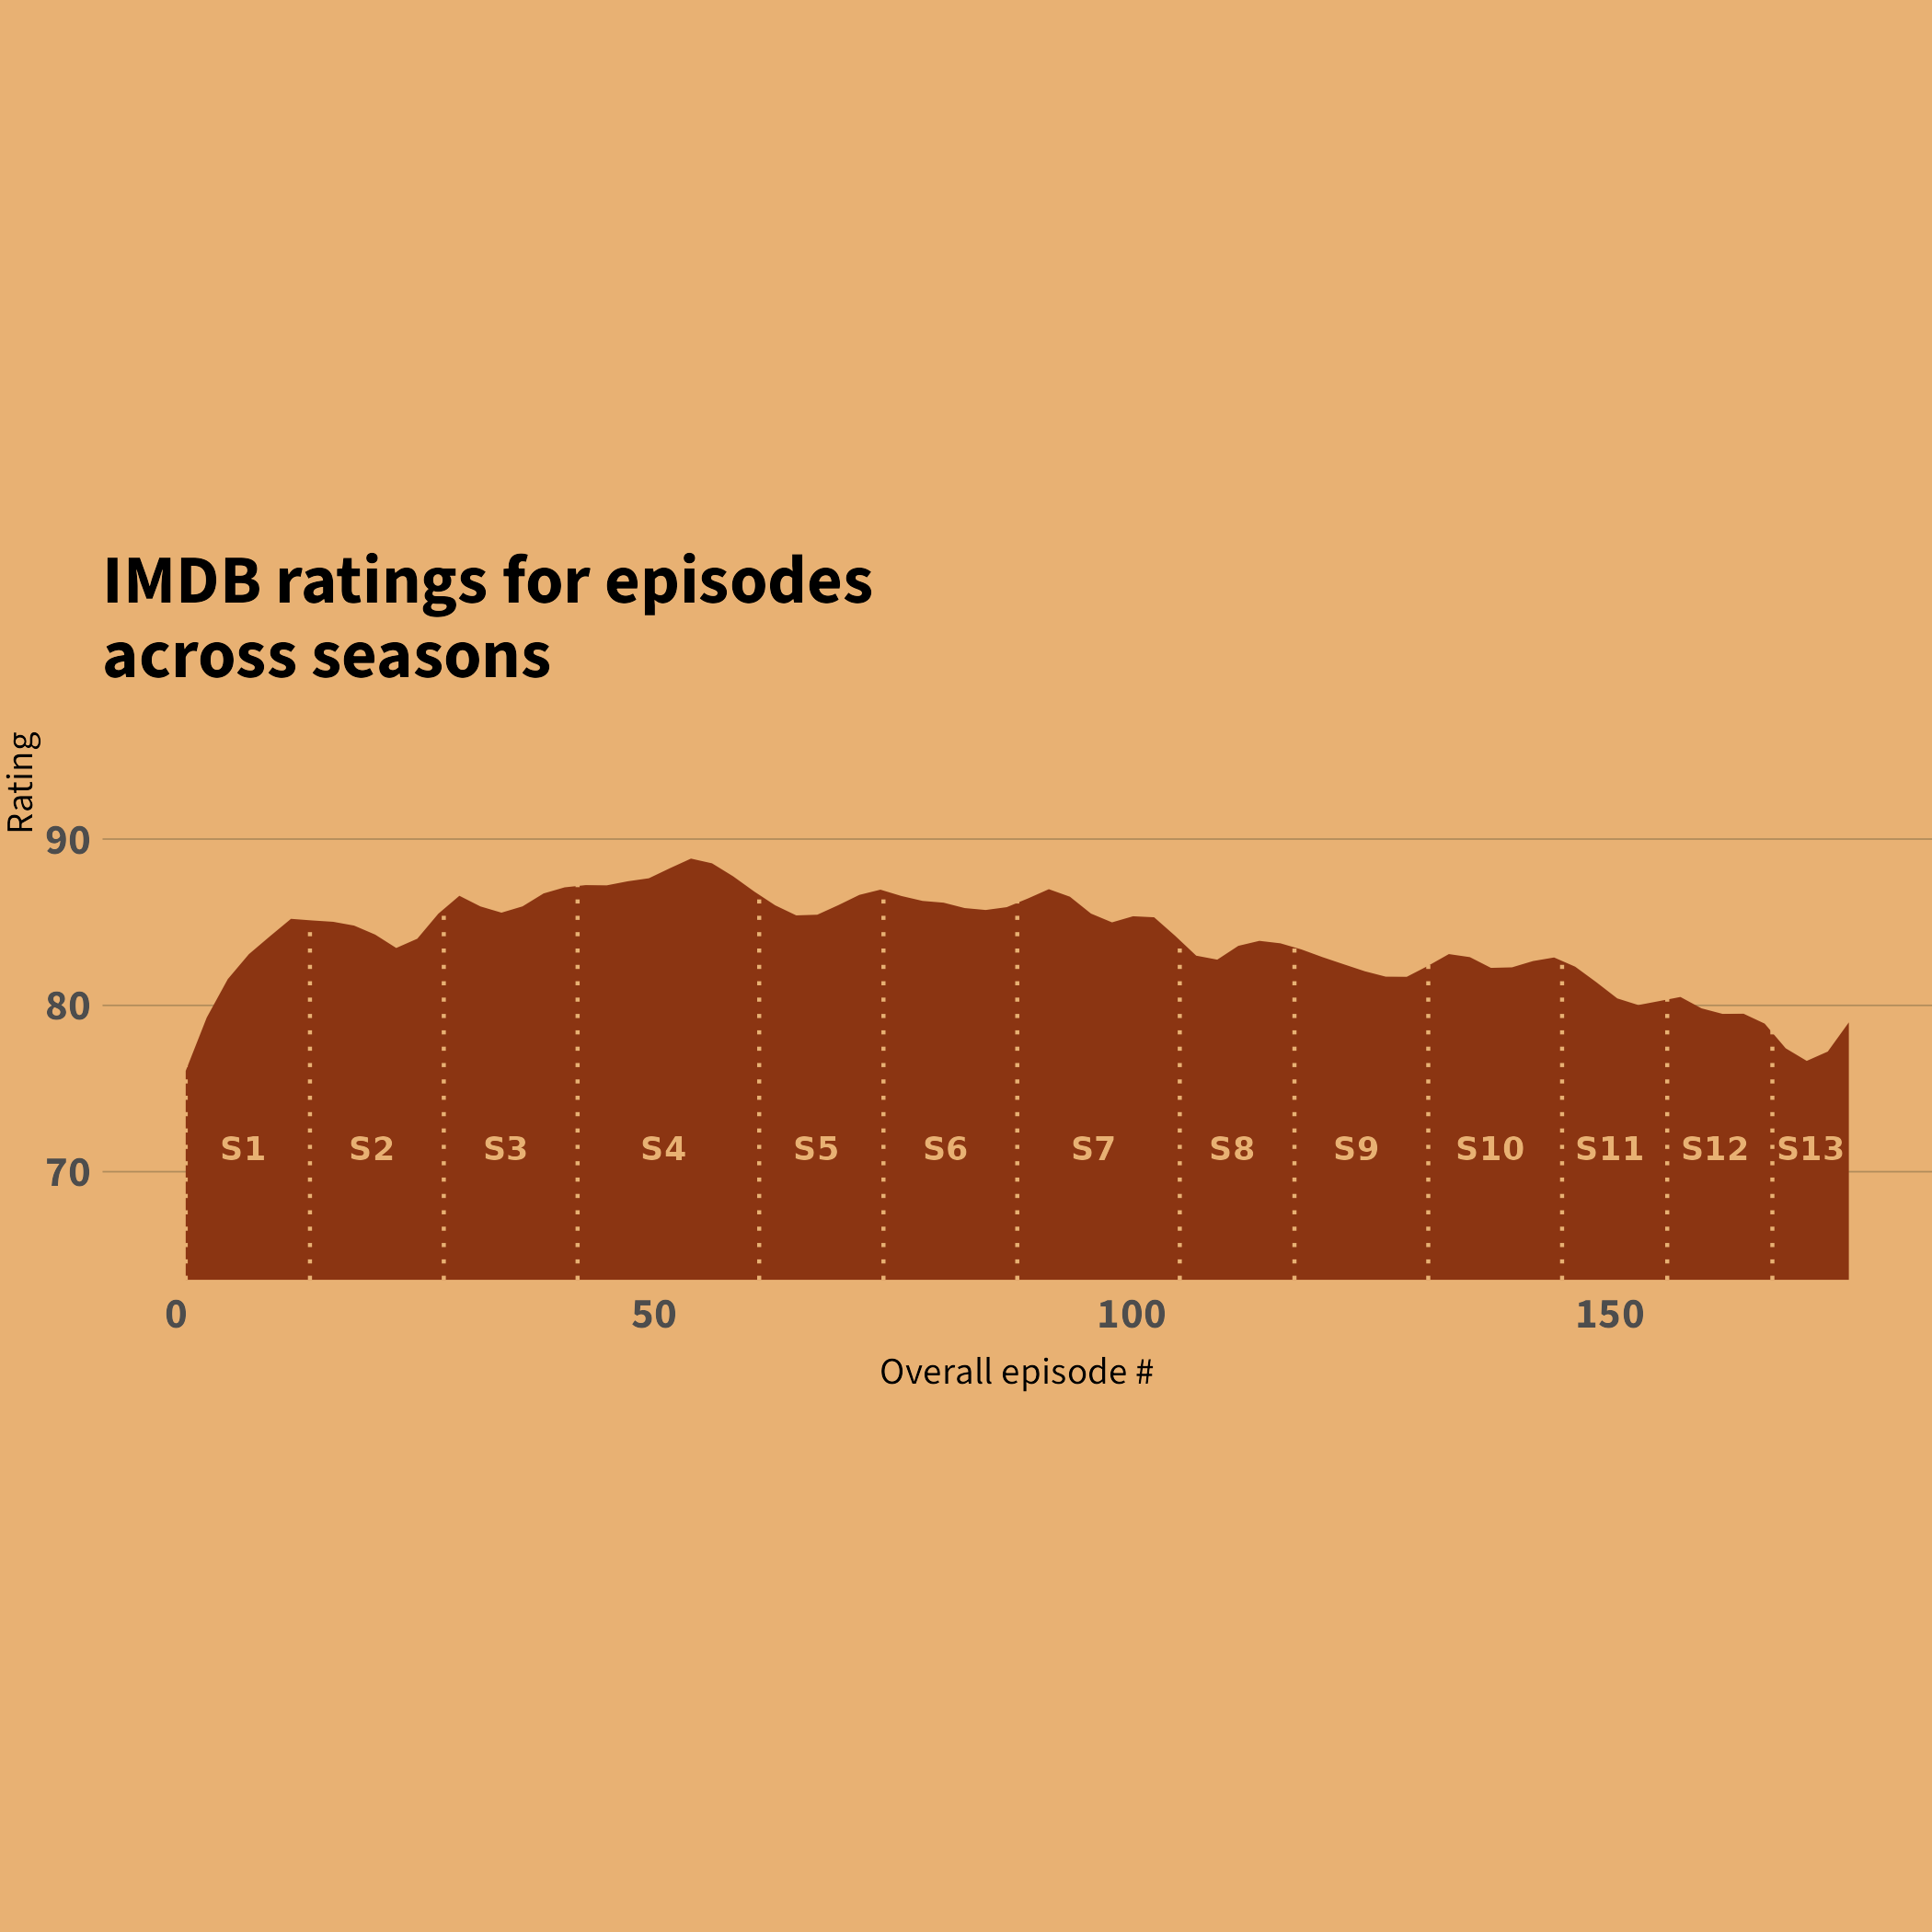 IMDB ratings for episodes
across seasons
Rating
90
80
70
S1 S2 S3 S4 S5 S6 S7 S8 S9 S10 S11 S12 S13
0 50 100 150
Overall episode #